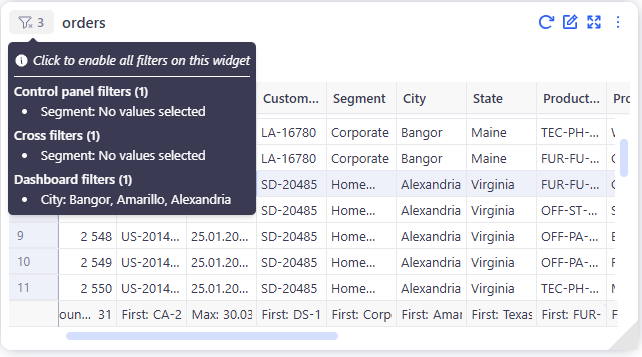 3 orders
Click to enable all filters on this widget
Control panel filters (1)
Segment: No values selected
Cross filters (1)
Segment: No values selected
Dashboard filters (1)
City: Bangor, Amarillo, Alexandria
Custom... Segment City State Product... Pro
LA-16780 Corporate Bangor Maine TEC-PH-...
LA-16780 Corporate Bangor Maine FUR-FU-...
SD-20485 Home... Alexandria Virginia FUR-FU-...
SD-20485 Home... Alexandria Virginia OFF-ST-...
9 2 548 US-2014... 25.01.20... SD-20485 Home... Alexandria Virginia OFF-PA-...
10 2 549 US-2014... 25.01.20... SD-20485 Home... Alexandria Virginia OFF-PA-...
11 2 550 US-2014... 25.01.20... SD-20485 Home... Alexandria Virginia TEC-PH-...
oun... 31 First: CA-2 Max: 30.03 First: DS-1 First: Corp First: Amar First: Texas First: FUR-